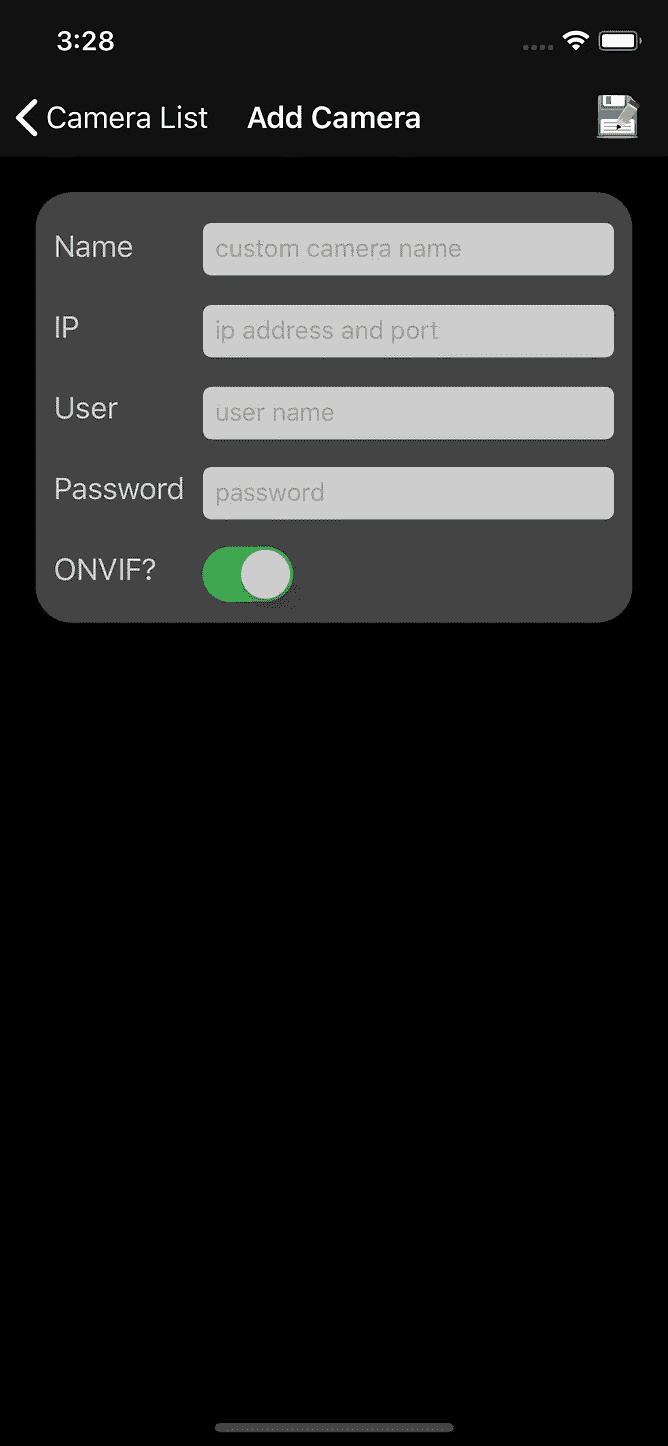 3:28
Camera List Add Camera
Name custom camera name
IP ip address and port
User user name
Password password
ONVIF?